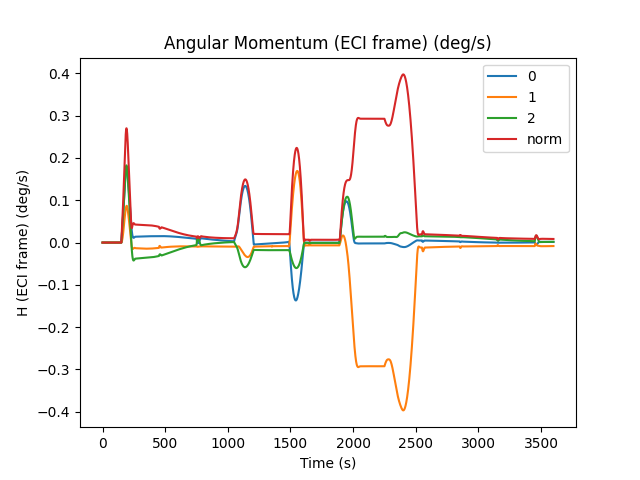 Angular Momentum (ECI frame) (deg/s)
H (ECI frame) (deg/s)
0.4
0.3
0.2
0.1
0.0
−0.1
−0.2
−0.3
−0.4
0
1
2
norm
0 500 1000 1500 2000 2500 3000 3500
Time (s)